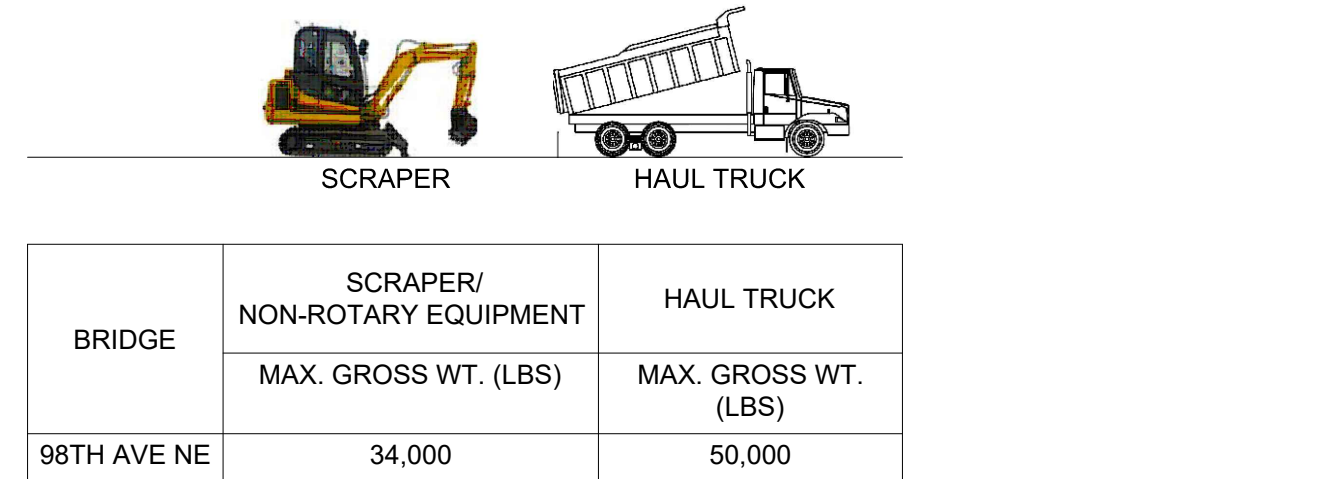 SCRAPER
HAUL TRUCK
BRIDGE
SCRAPER/
NON-ROTARY EQUIPMENT
HAUL TRUCK
MAX. GROSS WT. (LBS)
MAX. GROSS WT.
(LBS)
98TH AVE NE
34,000
50,000